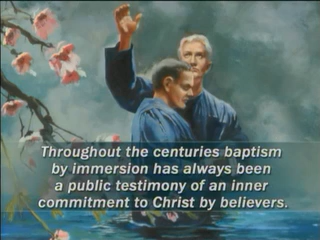 Throughout the centuries baptism
by immersion has always been
a public testimony of an inner
commitment to Christ by believers.